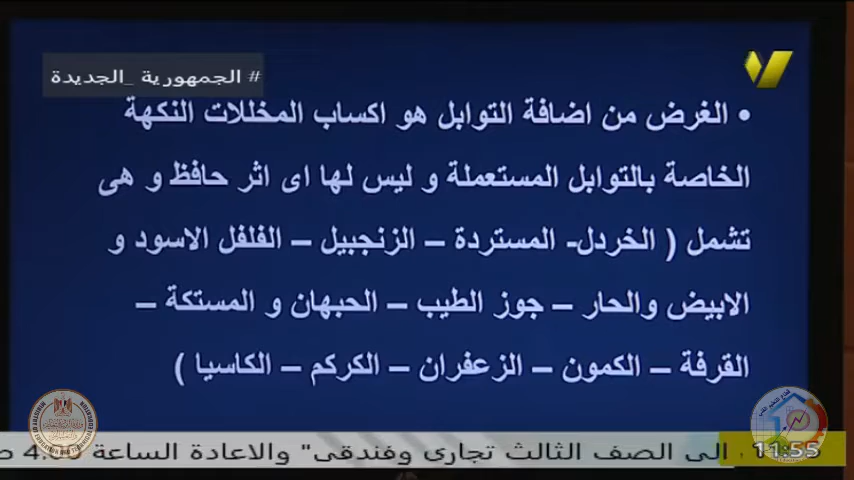 # الجمهورية _الجديدة
• الغرض من اضافة التوابل هو اكساب المخللات النكهة
الخاصة بالتوابل المستعملة و ليس لها اى اثر حافظ و هى
تشمل ( الخردل- المستردة – الزنجبيل – الفلفل الاسود و
الابيض والحار – جوز الطيب – الحبهان و المستكة –
القرفة – الكمون – الزعفران – الكركم – الكاسيا )
الى الصف الثالث تجارى وفندقى" والاعادة الساعة
11:55